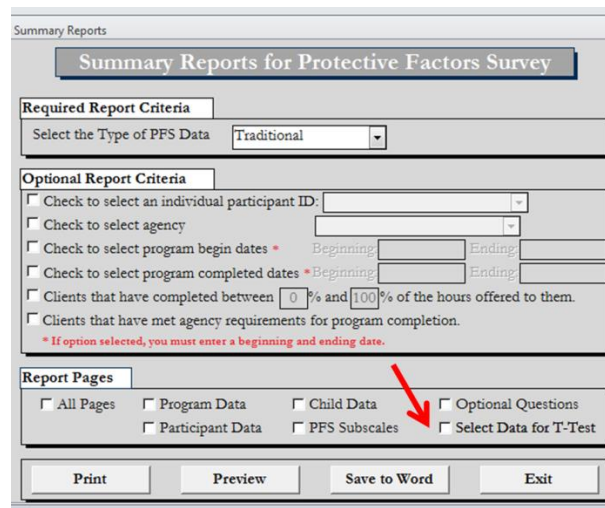 Summary Reports
Summary Reports for Protective Factors Survey
Required Report Criteria
Select the Type of PFS Data Traditional
Optional Report Criteria
Check to select an individual participant ID:
Check to select agency
Check to select program begin dates * Beginning: Ending:
Check to select program completed dates * Beginning: Ending:
Clients that have completed between 0 % and 100 % of the hours offered to them.
Clients that have met agency requirements for program completion.
* If option selected, you must enter a beginning and ending date.
Report Pages
All Pages Program Data Child Data Optional Questions
Participant Data PFS Subscales Select Data for T-Test
Print Preview Save to Word Exit